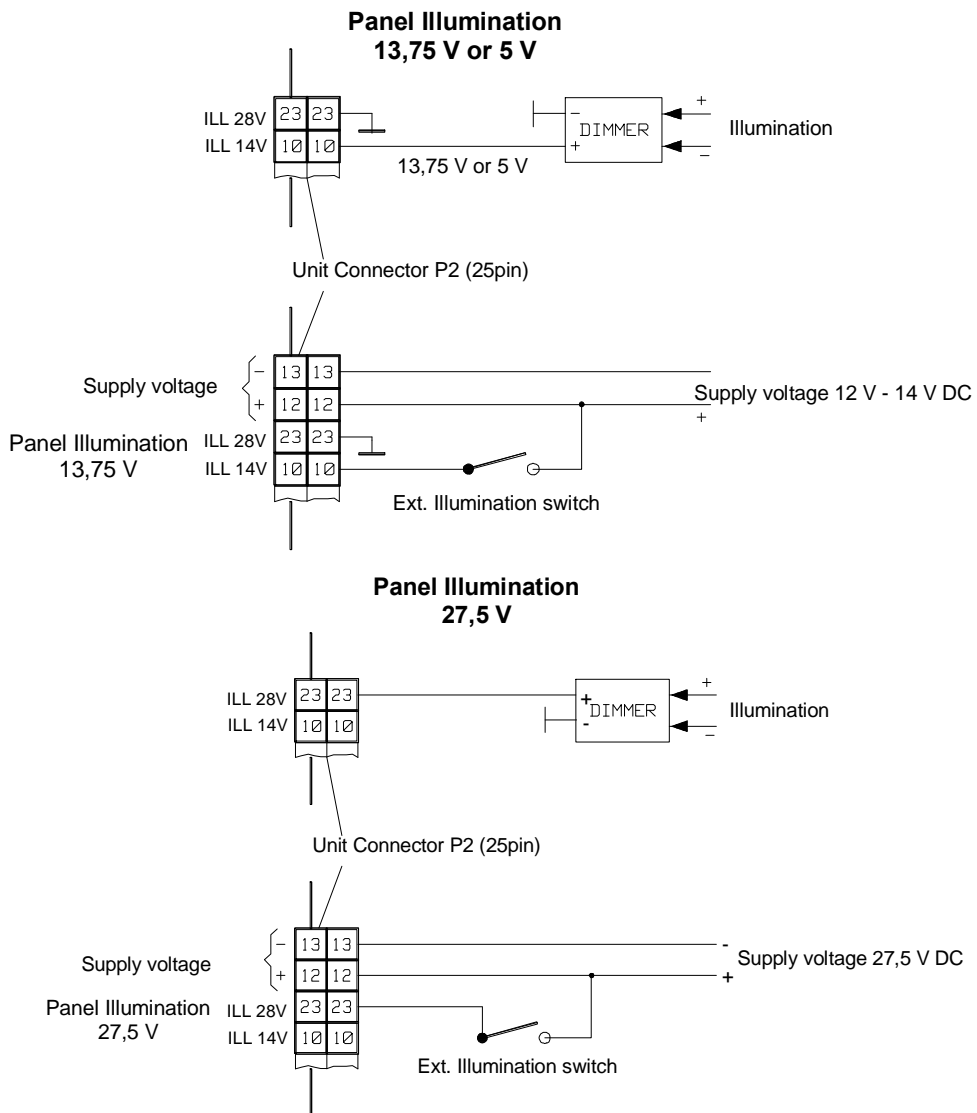 Panel Illumination
13,75 V or 5 V
ILL 28V 23 23
ILL 14V 10 10
- DIMMER +
+ Illumination −
13,75 V or 5 V
Unit Connector P2 (25pin)
Supply voltage
− 13 13
+ 12 12
Supply voltage 12 V - 14 V DC
+
Panel Illumination
13,75 V
ILL 28V 23 23
ILL 14V 10 10
Ext. Illumination switch
Panel Illumination
27,5 V
ILL 28V 23 23
ILL 14V 10 10
+ DIMMER -
+ Illumination −
Unit Connector P2 (25pin)
Supply voltage
− 13 13
+ 12 12
- Supply voltage 27,5 V DC
+
Panel Illumination
27,5 V
ILL 28V 23 23
ILL 14V 10 10
Ext. Illumination switch